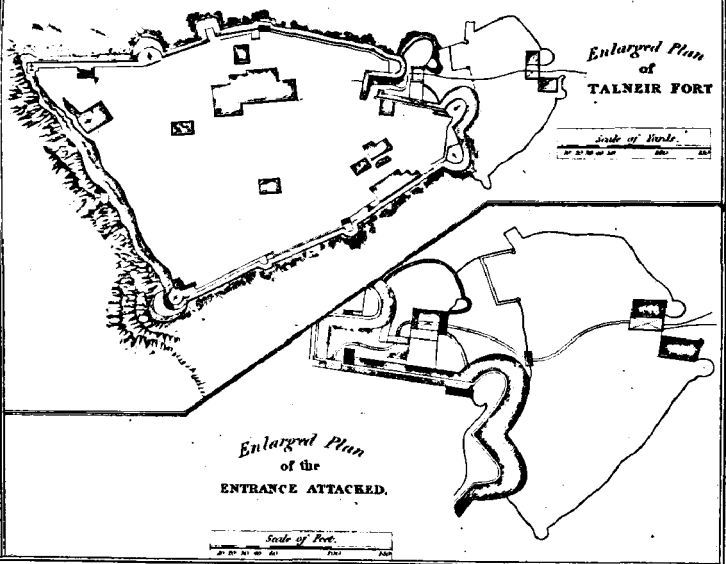 Enlarged Plan
of
TALNEIR FORT
Scale of Yards.
Enlarged Plan
of the
ENTRANCE ATTACKED.
Scale of Feet.